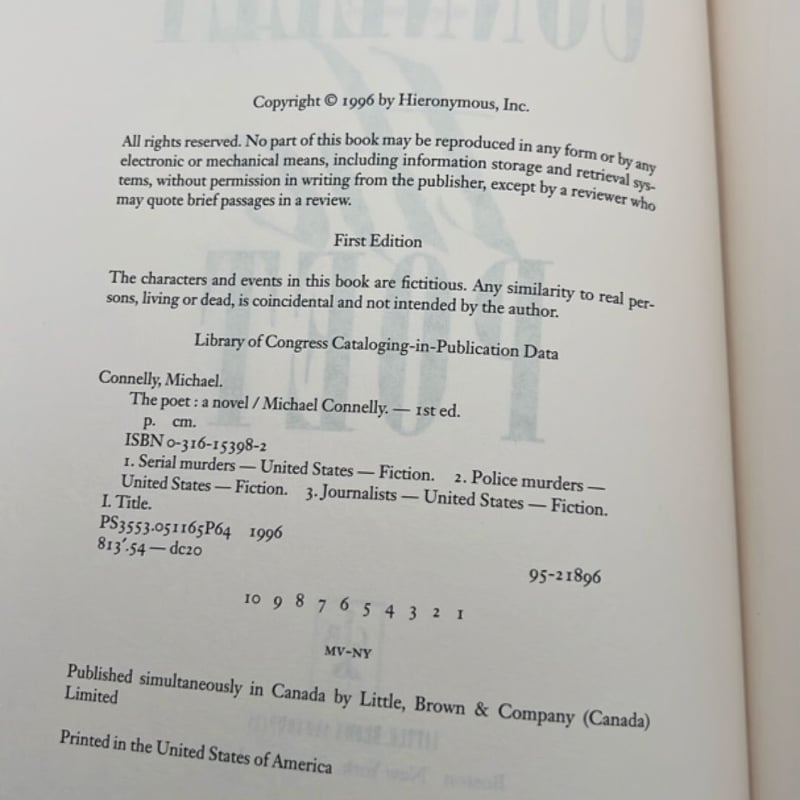 Copyright © 1996 by Hieronymous, Inc.
All rights reserved. No part of this book may be reproduced in any form or by any
electronic or mechanical means, including information storage and retrieval sys-
tems, without permission in writing from the publisher, except by a reviewer who
may quote brief passages in a review.
First Edition
The characters and events in this book are fictitious. Any similarity to real per-
sons, living or dead, is coincidental and not intended by the author.
Library of Congress Cataloging-in-Publication Data
Connelly, Michael.
The poet : a novel / Michael Connelly. — 1st ed.
p. cm.
ISBN 0-316-15398-2
1. Serial murders — United States — Fiction. 2. Police murders —
United States — Fiction. 3. Journalists — United States — Fiction.
I. Title.
PS3553.051165P64 1996
813'.54 — dc20
95-21896
10 9 8 7 6 5 4 3 2 1
MV-NY
Published simultaneously in Canada by Little, Brown & Company (Canada)
Limited
Printed in the United States of America